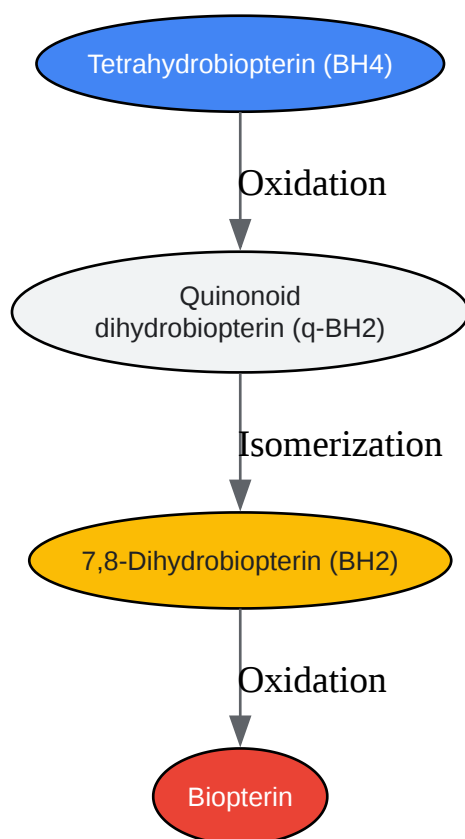 Tetrahydrobiopterin (BH4)
Oxidation
Quinonoid
dihydrobiopterin (q-BH2)
Isomerization
7,8-Dihydrobiopterin (BH2)
Oxidation
Biopterin